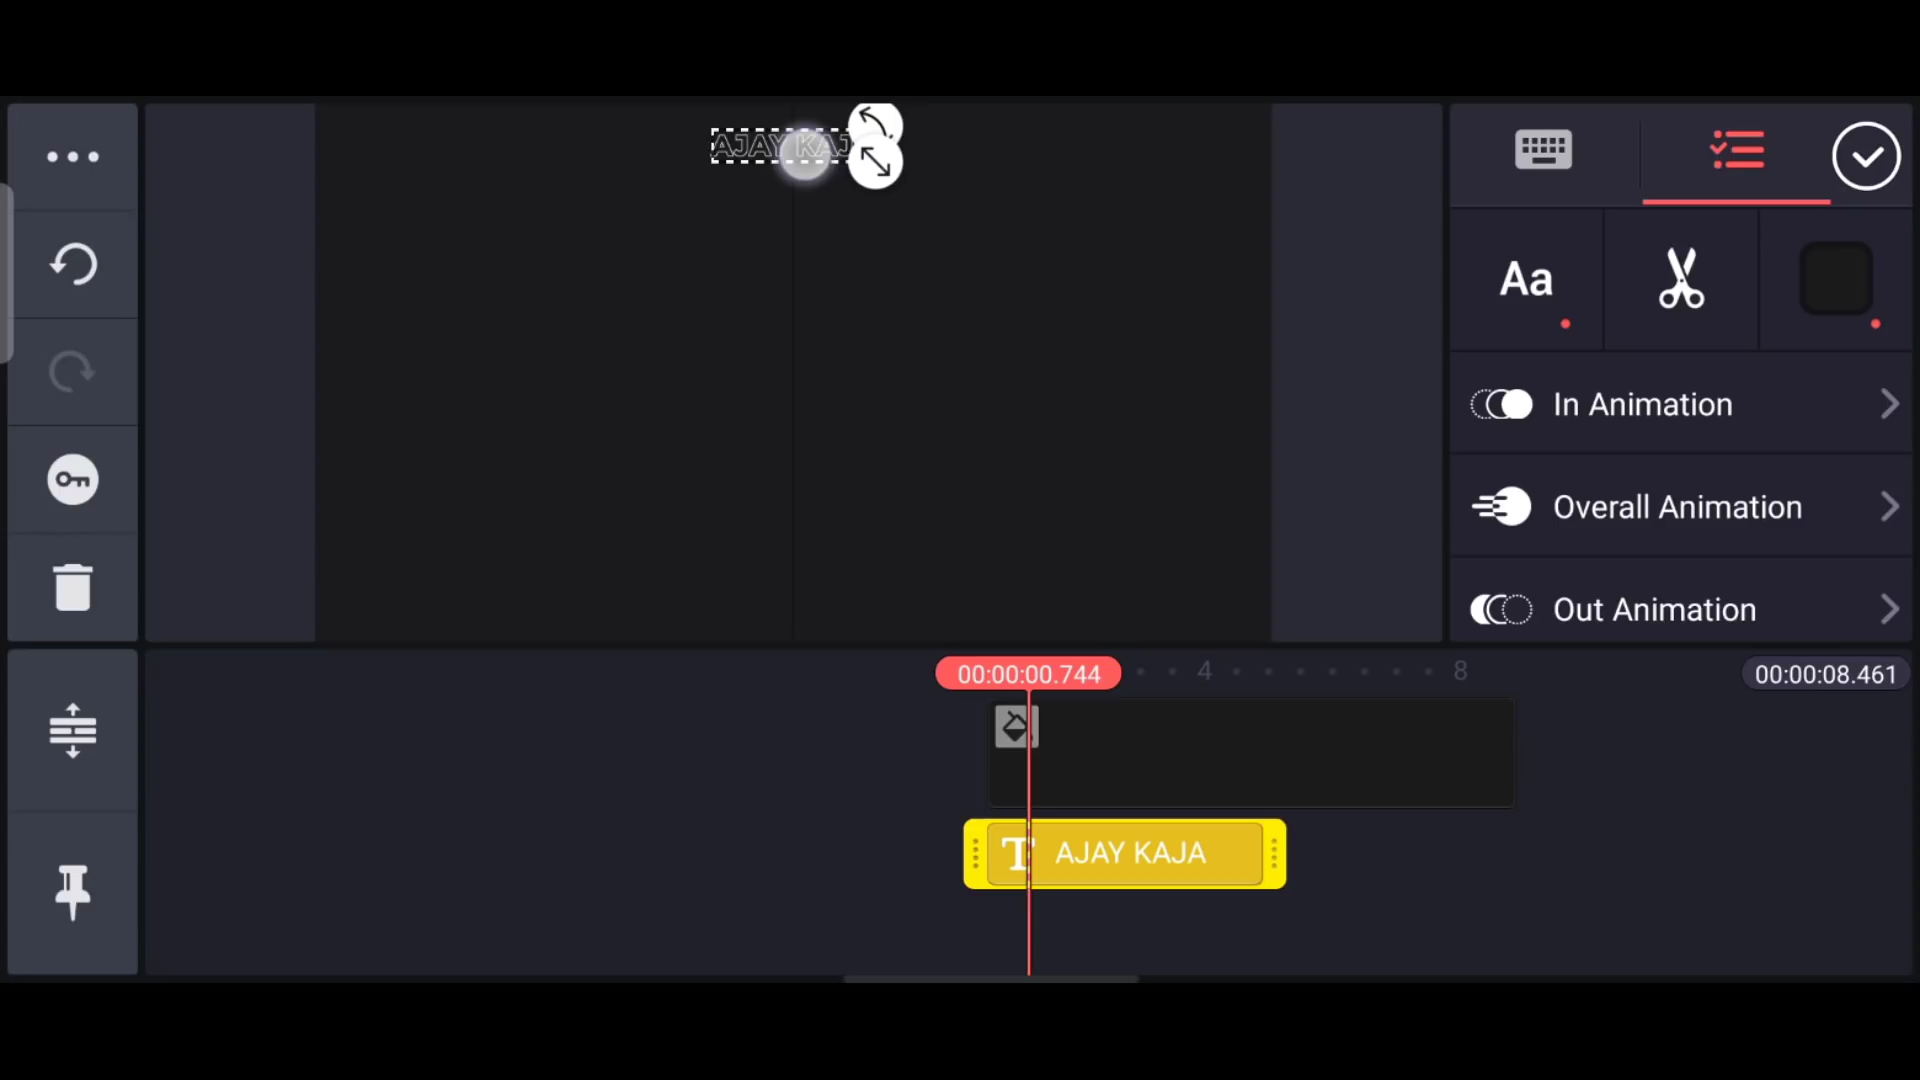 AJAY KAJ
Aa
In Animation
Overall Animation
Out Animation
00:00:00.744
4
8
00:00:08.461
T AJAY KAJA